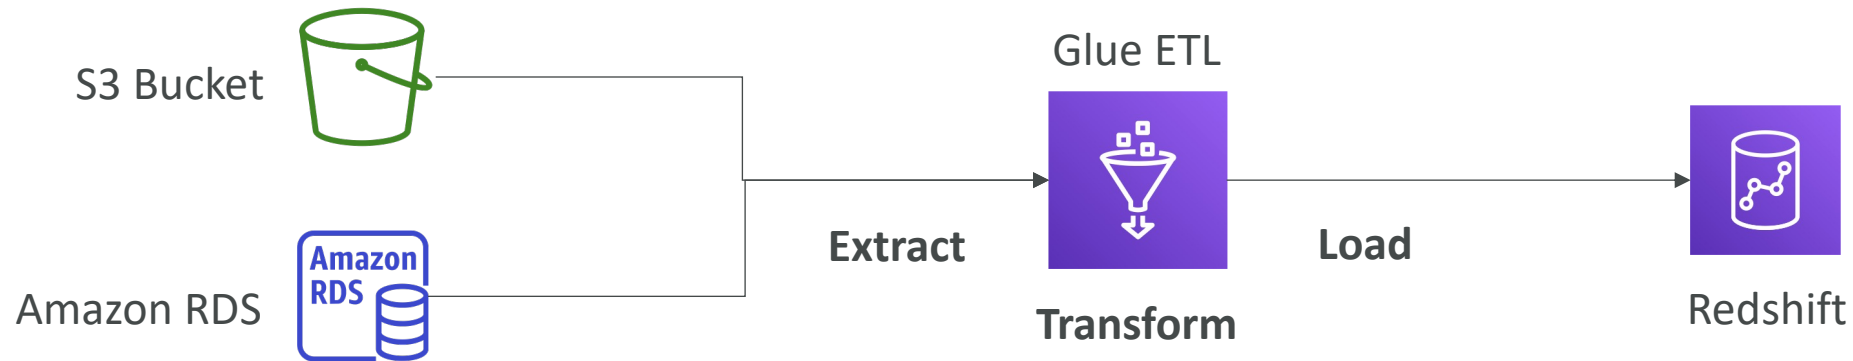 S3 Bucket
Amazon RDS
Amazon
RDS
Extract
Glue ETL
Transform
Load
Redshift